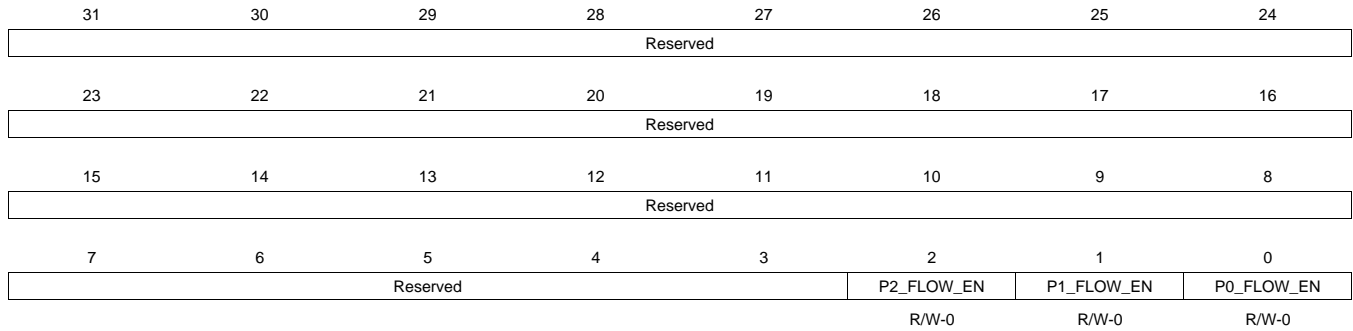 31 30 29 28 27 26 25 24
Reserved
23 22 21 20 19 18 17 16
Reserved
15 14 13 12 11 10 9 8
Reserved
7 6 5 4 3 2 1 0
Reserved P2_FLOW_EN P1_FLOW_EN P0_FLOW_EN
R/W-0 R/W-0 R/W-0